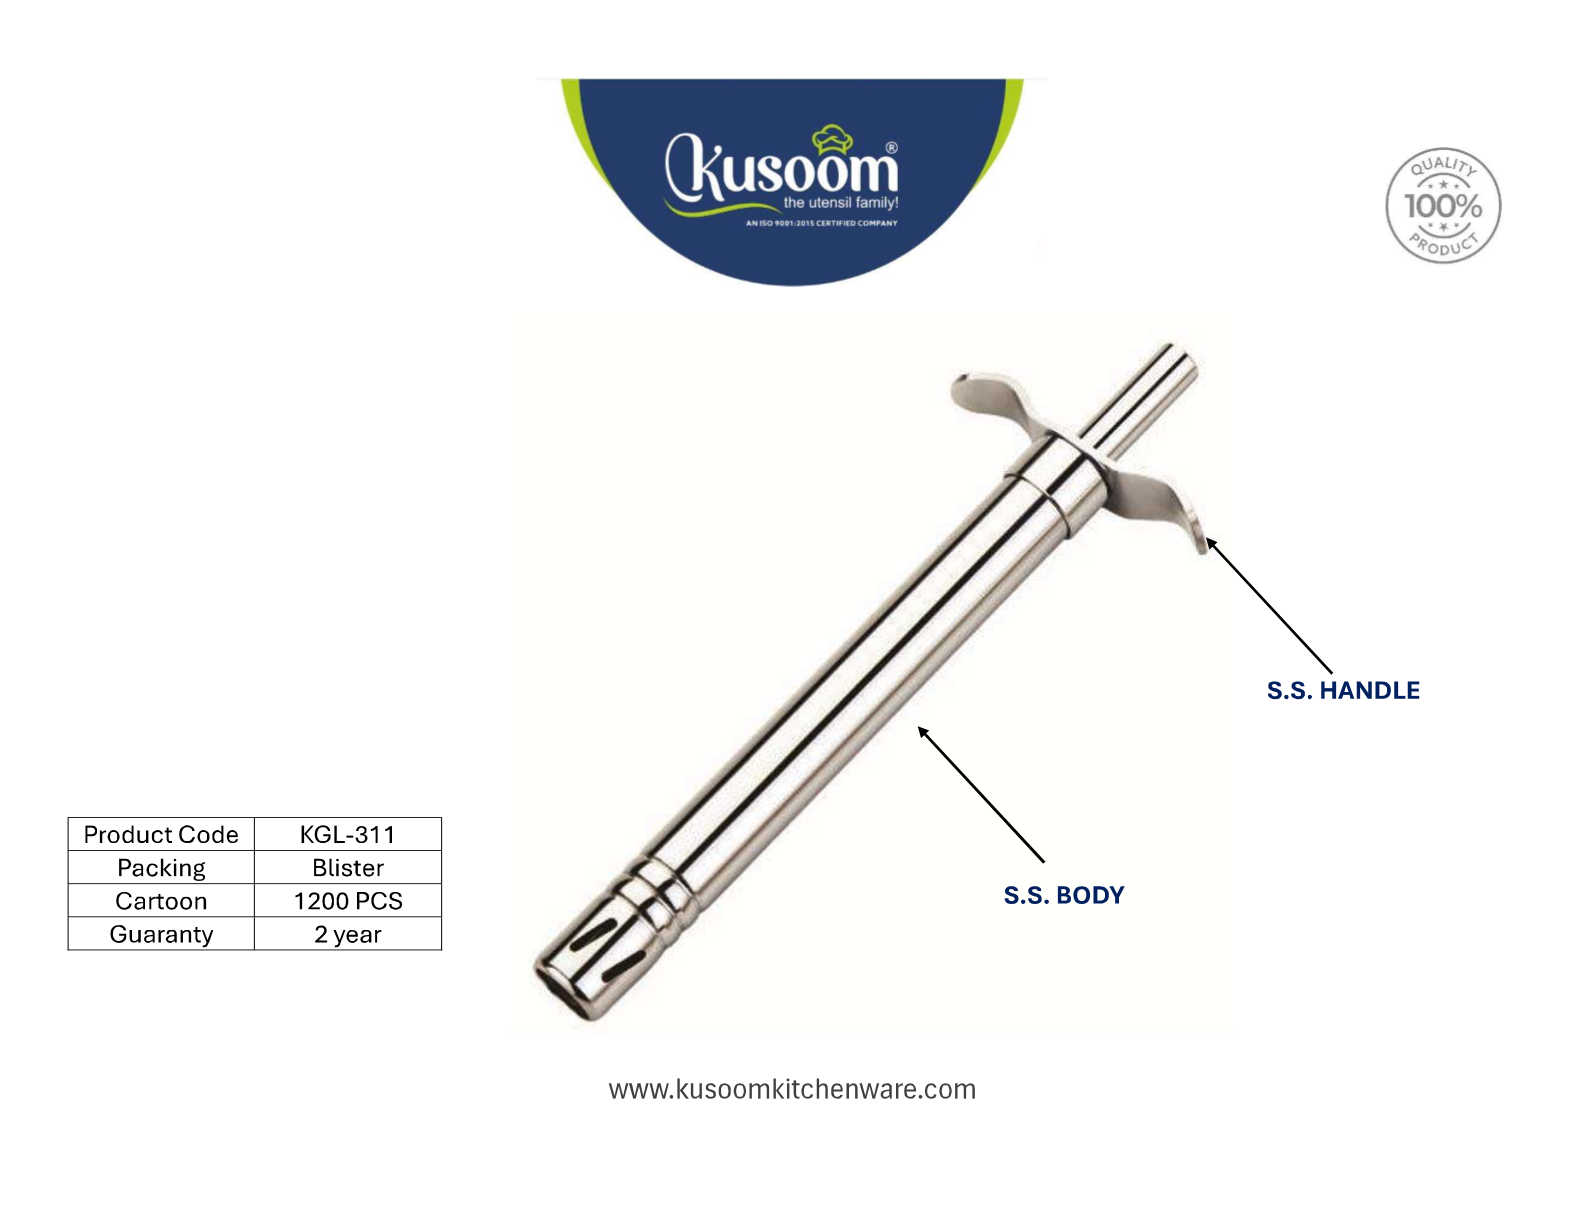 Kusoom®
the utensil family!
AN ISO 9001:2015 CERTIFIED COMPANY
QUALITY
100%
PRODUCT
S.S. HANDLE
S.S. BODY
Product Code KGL-311
Packing Blister
Cartoon 1200 PCS
Guaranty 2 year
www.kusoomkitchenware.com